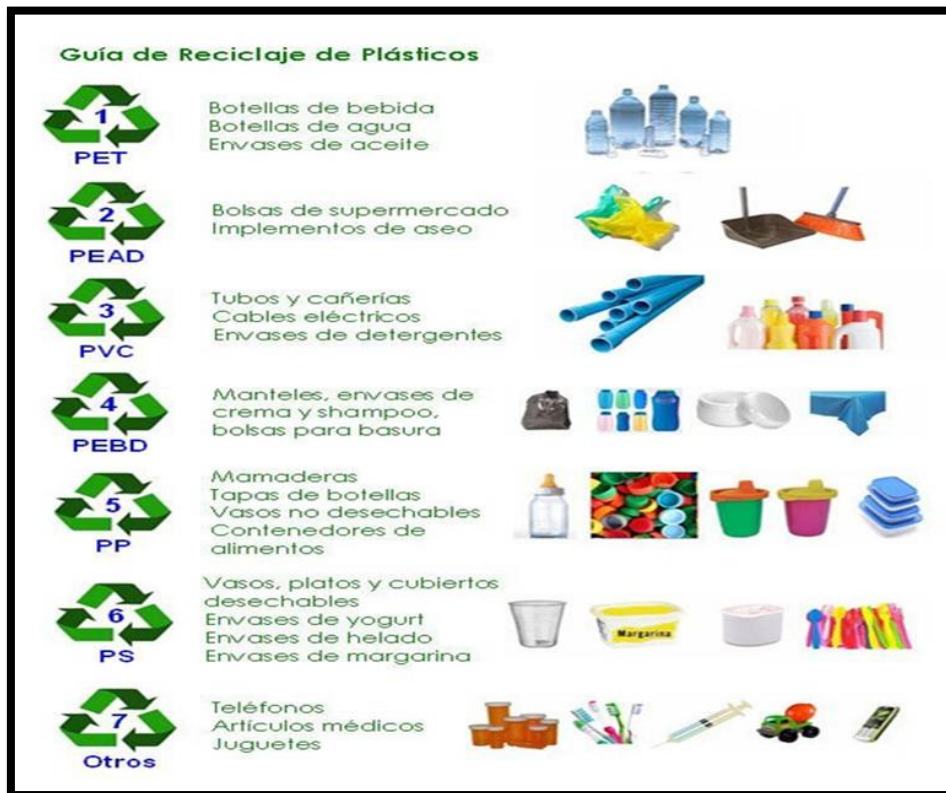 Guía de Reciclaje de Plásticos
1
PET
Botellas de bebida
Botellas de agua
Envases de aceite
2
PEAD
Bolsas de supermercado
Implementos de aseo
3
PVC
Tubos y cañerías
Cables eléctricos
Envases de detergentes
4
PEBD
Manteles, envases de
crema y shampoo,
bolsas para basura
5
PP
Mamaderas
Tapas de botellas
Vasos no desechables
Contenedores de
alimentos
6
PS
Vasos, platos y cubiertos
desechables
Envases de yogurt
Envases de helado
Envases de margarina
Margarina
7
Otros
Teléfonos
Artículos médicos
Juguetes